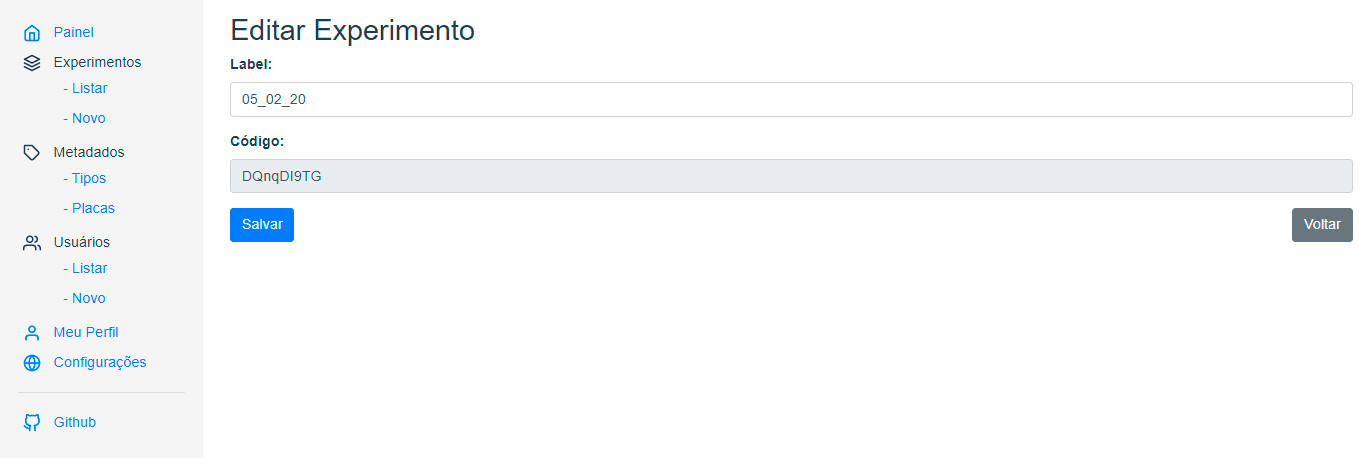 Painel
Experimentos
- Listar
- Novo
Metadados
- Tipos
- Placas
Usuários
- Listar
- Novo
Meu Perfil
Configurações
Github
Editar Experimento
Label:
05_02_20
Código:
DQnqDI9TG
Salvar
Voltar